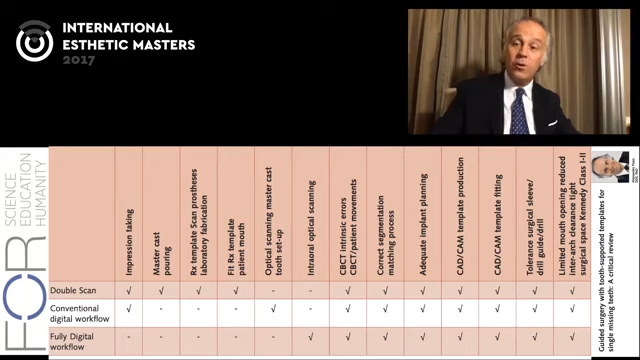 INTERNATIONAL
ESTHETIC MASTERS
2017
FOR
SCIENCE
EDUCATION
HUMANITY
Impression taking
Master cast
pouring
Rx template Scan prostheses
laboratory fabrication
Fit Rx template
patient mouth
Optical scanning master cast
tooth set-up
Intraoral optical scanning
CBCT intrinsic errors
CBCT/patient movements
Correct segmentation
matching process
Adequate implant planning
CAD/CAM template production
CAD/CAM template fitting
Tolerance surgical sleeve/
drill guide/drill
Limited mouth opening reduced
inter-arch clearance tight
surgical space Kennedy Class I-II
Double Scan √ √ √ √ - - √ √ √ √ √ √ √
Conventional
digital workflow √ - - - √ - √ √ √ √ √ √ √
Fully Digital
workflow - - - - - √ √ √ √ √ √ √ √
Guided surgery with tooth-supported templates for
single missing teeth: A critical review